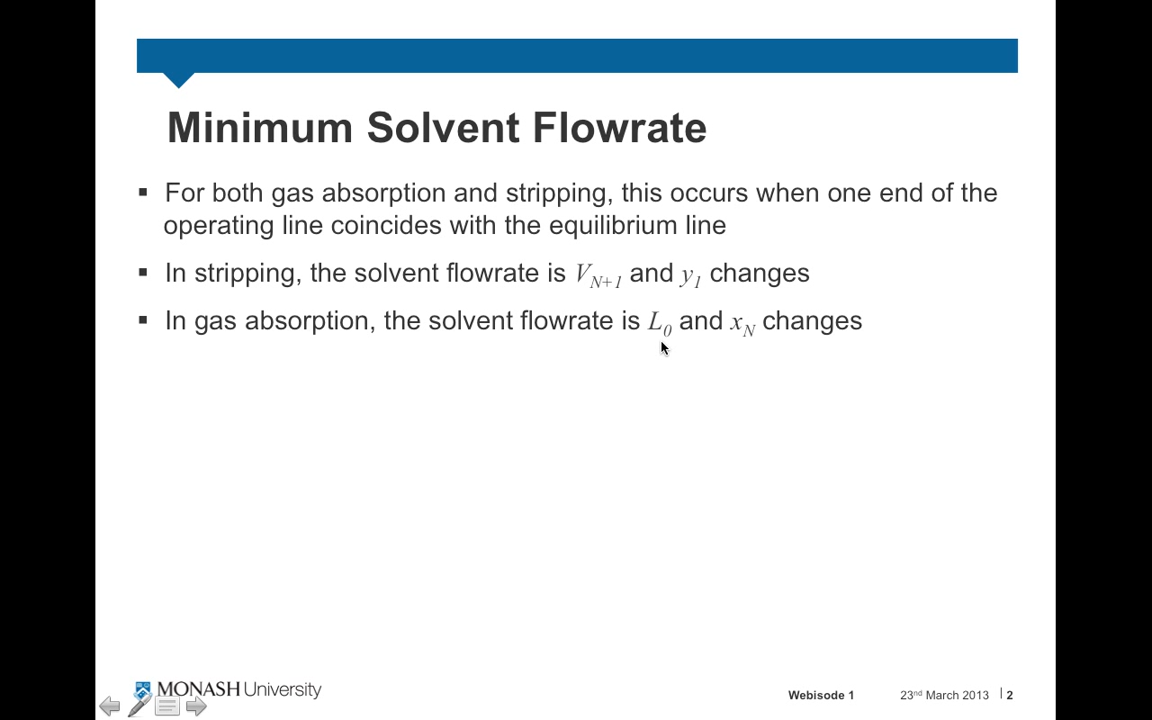 Minimum Solvent Flowrate
▪ For both gas absorption and stripping, this occurs when one end of the
operating line coincides with the equilibrium line
▪ In stripping, the solvent flowrate is V_{N+1} and y_1 changes
▪ In gas absorption, the solvent flowrate is L_0 and x_N changes
MONASH University
Webisode 1 23nd March 2013 | 2